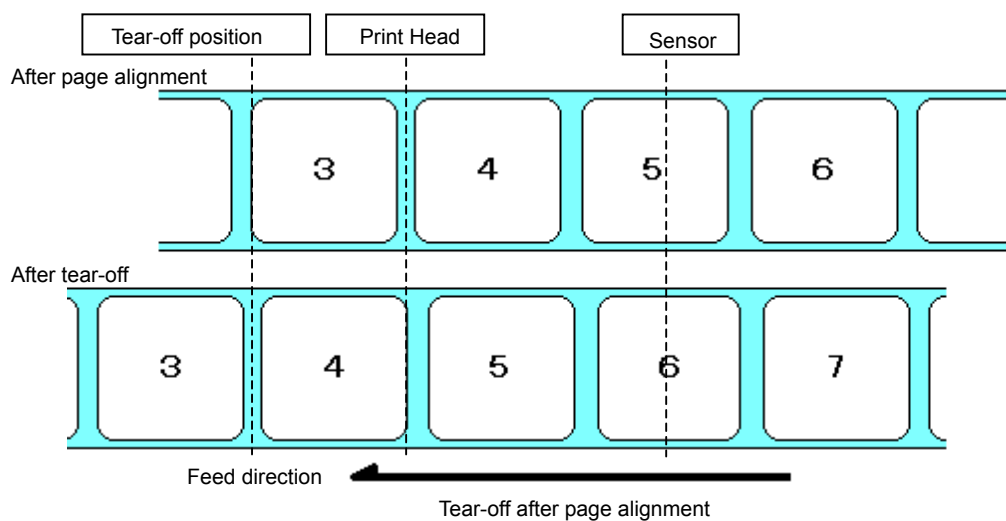 Tear-off position
Print Head
Sensor
After page alignment
3 4 5 6
After tear-off
3 4 5 6 7
Feed direction
Tear-off after page alignment